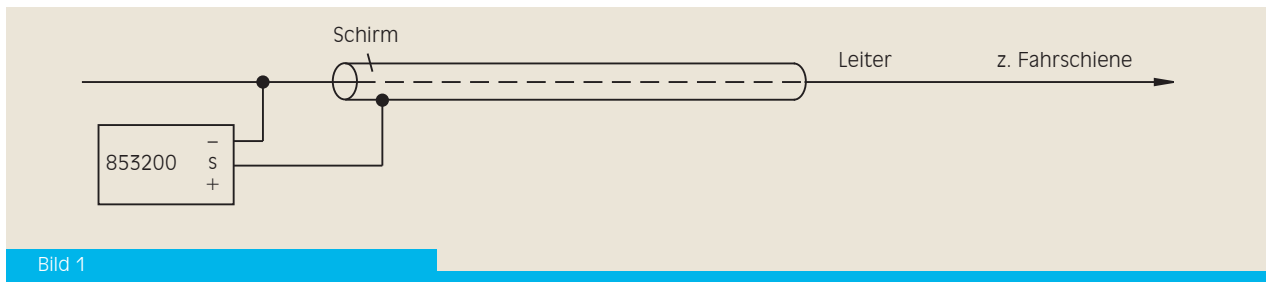 Schirm
Leiter
z. Fahrschiene
–
853200 S
+
Bild 1